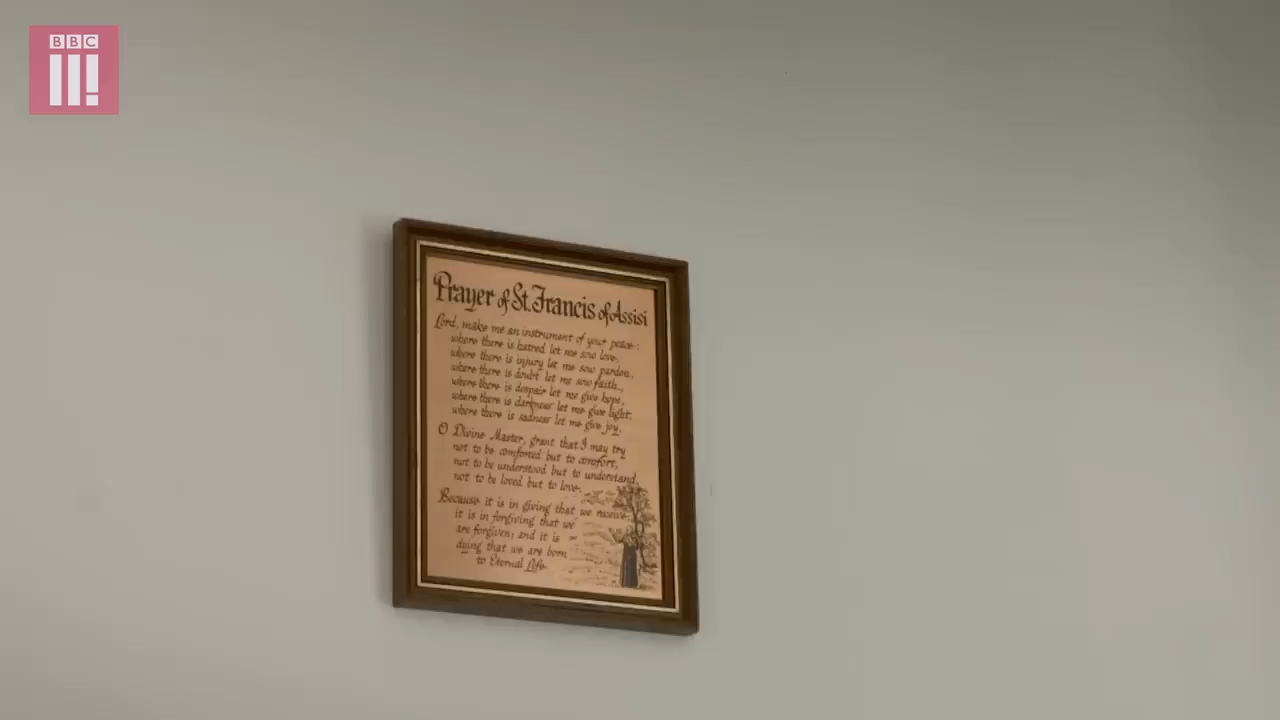 BBC
III!
Prayer of St. Francis of Assisi
Lord, make me an instrument of your peace:
where there is hatred let me sow love,
where there is injury let me sow pardon,
where there is doubt let me sow faith,
where there is despair let me give hope,
where there is darkness let me give light,
where there is sadness let me give joy.
O Divine Master, grant that I may try
not to be comforted but to comfort,
not to be understood but to understand,
not to be loved but to love.
Because it is in giving that we receive,
it is in forgiving that we
are forgiven; and it is
dying that we are born
to Eternal Life.